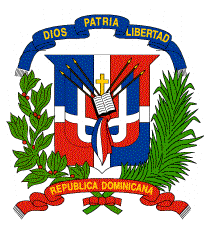 DIOS PATRIA LIBERTAD
REPUBLICA DOMINICANA